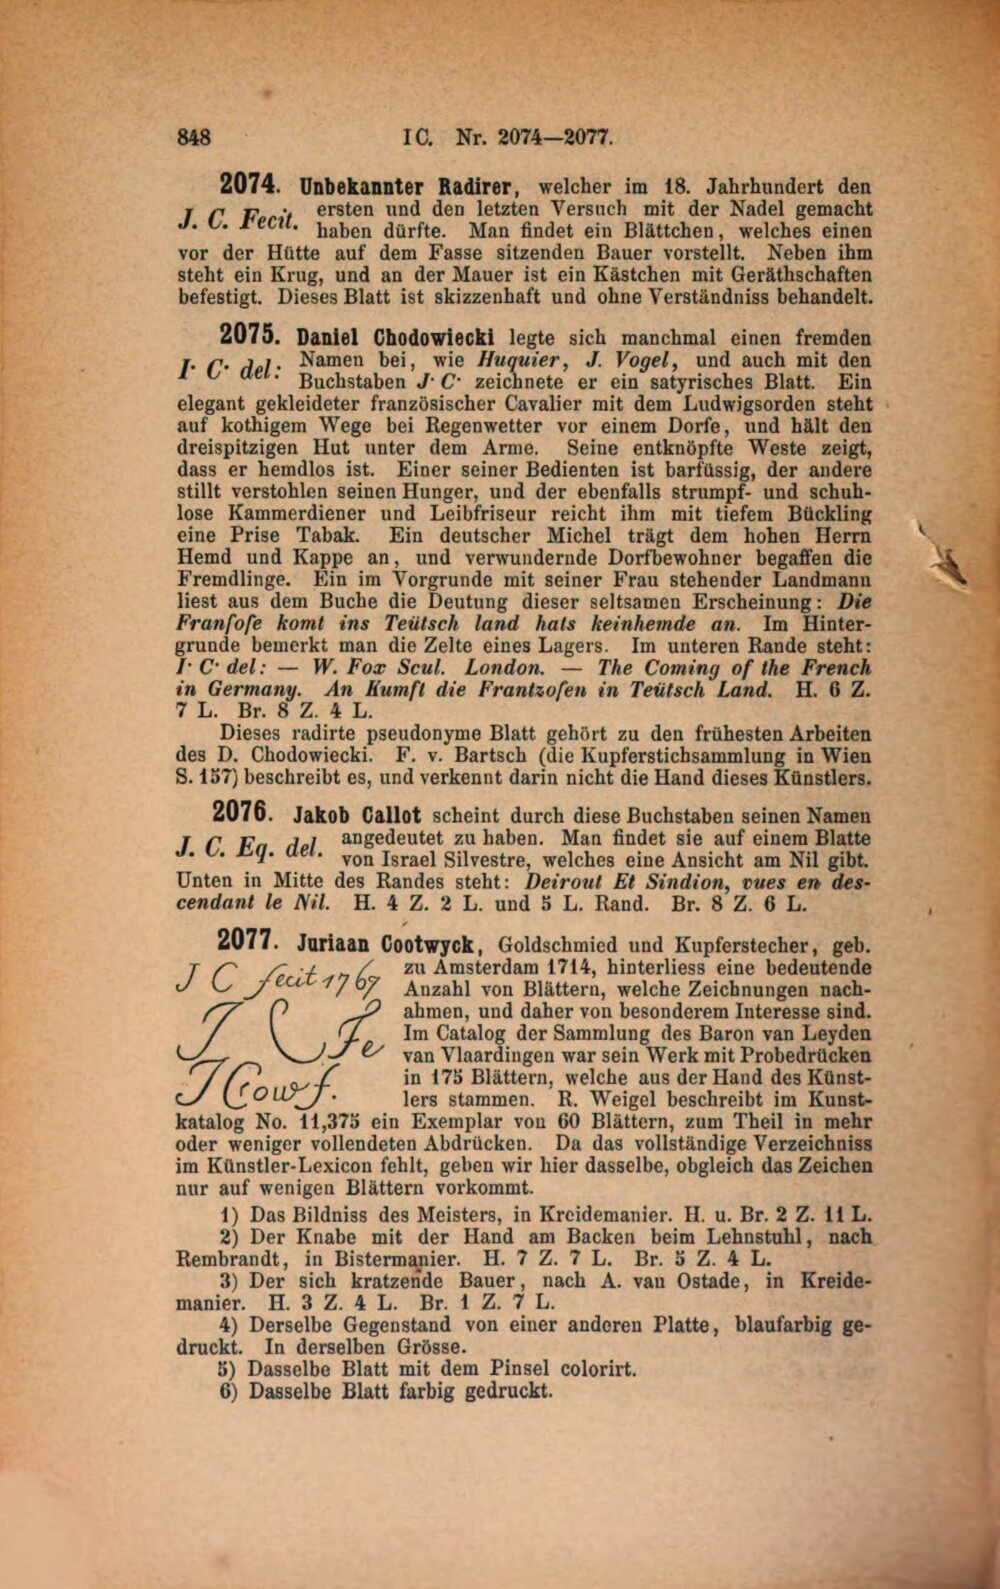 848 IC. Nr. 2074—2077.
2074. Unbekannter Radirer, welcher im 18. Jahrhundert den
J. C. Fecit. ersten und den letzten Versuch mit der Nadel gemacht
haben dürfte. Man findet ein Blättchen, welches einen
vor der Hütte auf dem Fasse sitzenden Bauer vorstellt. Neben ihm
steht ein Krug, und an der Mauer ist ein Kästchen mit Geräthschaften
befestigt. Dieses Blatt ist skizzenhaft und ohne Verständniss behandelt.
2075. Daniel Chodowiecki legte sich manchmal einen fremden
I· C· del: Namen bei, wie Huquier, J. Vogel, und auch mit den
Buchstaben J· C· zeichnete er ein satyrisches Blatt. Ein
elegant gekleideter französischer Cavalier mit dem Ludwigsorden steht
auf kothigem Wege bei Regenwetter vor einem Dorfe, und hält den
dreispitzigen Hut unter dem Arme. Seine entknöpfte Weste zeigt,
dass er hemdlos ist. Einer seiner Bedienten ist barfüssig, der andere
stillt verstohlen seinen Hunger, und der ebenfalls strumpf- und schuh-
lose Kammerdiener und Leibfriseur reicht ihm mit tiefem Bückling
eine Prise Tabak. Ein deutscher Michel trägt dem hohen Herrn
Hemd und Kappe an, und verwundernde Dorfbewohner begaffen die
Fremdlinge. Ein im Vorgrunde mit seiner Frau stehender Landmann
liest aus dem Buche die Deutung dieser seltsamen Erscheinung: Die
Franſoſe komt ins Teütsch land hats keinhemde an. Im Hinter-
grunde bemerkt man die Zelte eines Lagers. Im unteren Rande steht:
I· C· del: — W. Fox Scul. London. — The Coming of the French
in Germany. An Kumft die Frantzoſen in Teütsch Land. H. 6 Z.
7 L. Br. 8 Z. 4 L.
Dieses radirte pseudonyme Blatt gehört zu den frühesten Arbeiten
des D. Chodowiecki. F. v. Bartsch (die Kupferstichsammlung in Wien
S. 157) beschreibt es, und verkennt darin nicht die Hand dieses Künstlers.
2076. Jakob Callot scheint durch diese Buchstaben seinen Namen
J. C. Eq. del. angedeutet zu haben. Man findet sie auf einem Blatte
von Israel Silvestre, welches eine Ansicht am Nil gibt.
Unten in Mitte des Randes steht: Deirout Et Sindion, vues en des-
cendant le Nil. H. 4 Z. 2 L. und 5 L. Rand. Br. 8 Z. 6 L.
2077. Juriaan Cootwyck, Goldschmied und Kupferstecher, geb.
J C fecit 1767 zu Amsterdam 1714, hinterliess eine bedeutende
Anzahl von Blättern, welche Zeichnungen nach-
J C Fe ahmen, und daher von besonderem Interesse sind.
Im Catalog der Sammlung des Baron van Leyden
van Vlaardingen war sein Werk mit Probedrücken
in 175 Blättern, welche aus der Hand des Künst-
lers stammen. R. Weigel beschreibt im Kunst-
katalog No. 11,375 ein Exemplar von 60 Blättern, zum Theil in mehr
oder weniger vollendeten Abdrücken. Da das vollständige Verzeichniss
im Künstler-Lexicon fehlt, geben wir hier dasselbe, obgleich das Zeichen
nur auf wenigen Blättern vorkommt.
1) Das Bildniss des Meisters, in Kreidemanier. H. u. Br. 2 Z. 11 L.
2) Der Knabe mit der Hand am Backen beim Lehnstuhl, nach
Rembrandt, in Bistermanier. H. 7 Z. 7 L. Br. 5 Z. 4 L.
3) Der sich kratzende Bauer, nach A. van Ostade, in Kreide-
manier. H. 3 Z. 4 L. Br. 1 Z. 7 L.
4) Derselbe Gegenstand von einer anderen Platte, blaufarbig ge-
druckt. In derselben Grösse.
5) Dasselbe Blatt mit dem Pinsel colorirt.
6) Dasselbe Blatt farbig gedruckt.